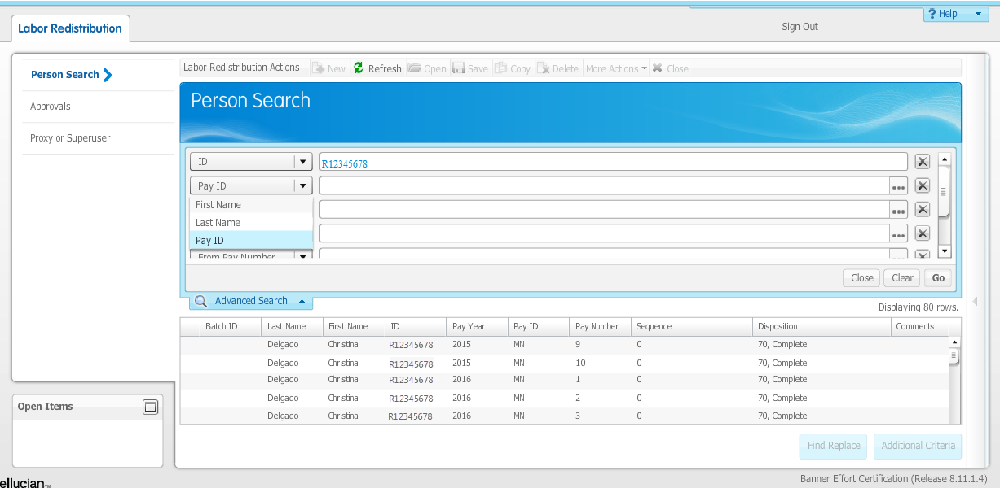 ? Help
Labor Redistribution
Sign Out
Person Search
Approvals
Proxy or Superuser
Labor Redistribution Actions New Refresh Open Save Copy Delete More Actions Close
Person Search
ID R12345678
Pay ID ...
First Name
Last Name ...
Pay ID ...
From Pay Number ...
Close Clear Go
Advanced Search
Displaying 80 rows.
Batch ID Last Name First Name ID Pay Year Pay ID Pay Number Sequence Disposition Comments
Delgado Christina R12345678 2015 MN 9 0 70, Complete
Delgado Christina R12345678 2015 MN 10 0 70, Complete
Delgado Christina R12345678 2016 MN 1 0 70, Complete
Delgado Christina R12345678 2016 MN 2 0 70, Complete
Delgado Christina R12345678 2016 MN 3 0 70, Complete
Open Items
Find Replace Additional Criteria
Banner Effort Certification (Release 8.11.1.4)
ellucian™